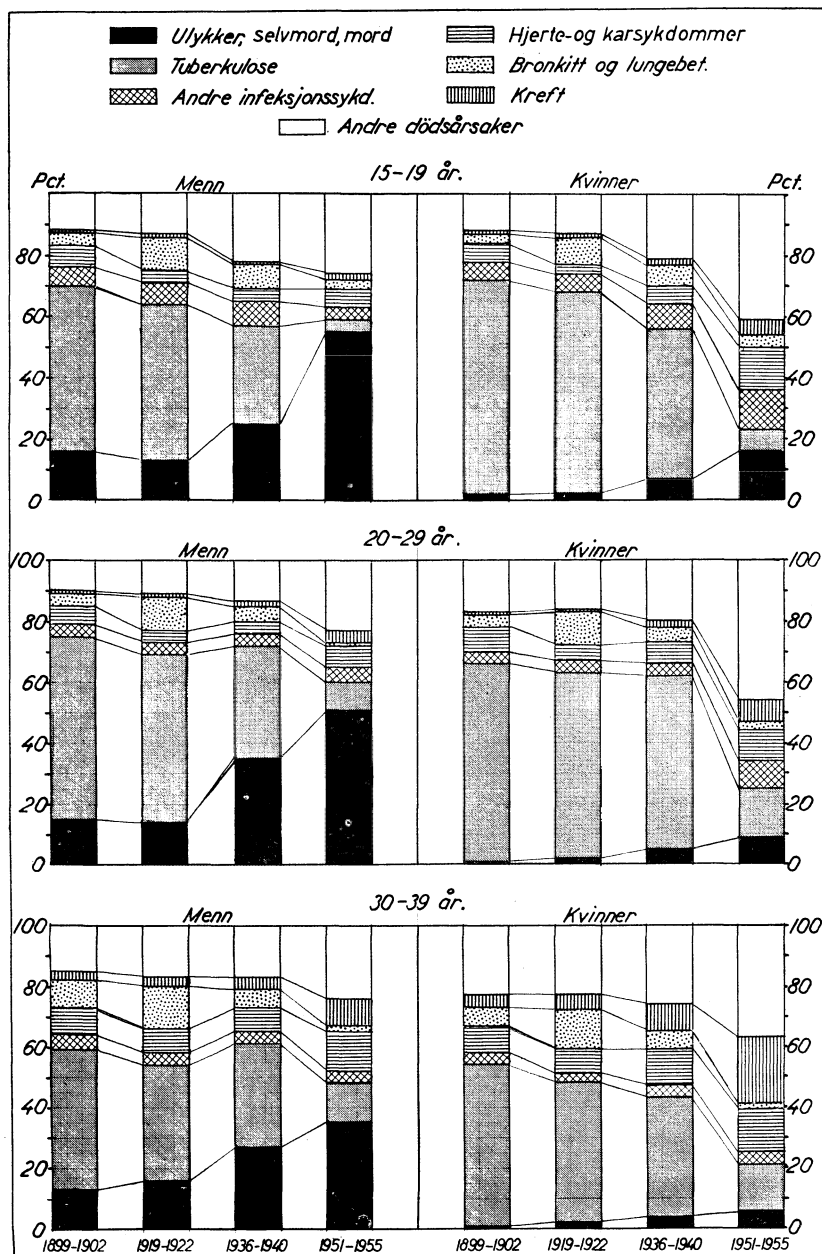 Ulykker, selvmord, mord
Hjerte- og karsykdommer
Tuberkulose
Bronkitt og lungebet.
Andre infeksjonssykd.
Kreft
Andre dödsårsaker
Pct. Menn 15-19 år. Kvinner Pct.
80 80
60 60
40 40
20 20
0 0
100 Menn 20-29 år. Kvinner 100
80 80
60 60
40 40
20 20
0 0
100 Menn 30-39 år. Kvinner 100
80 80
60 60
40 40
20 20
0 0
1899-1902 1919-1922 1936-1940 1951-1955 1899-1902 1919-1922 1936-1940 1951-1955